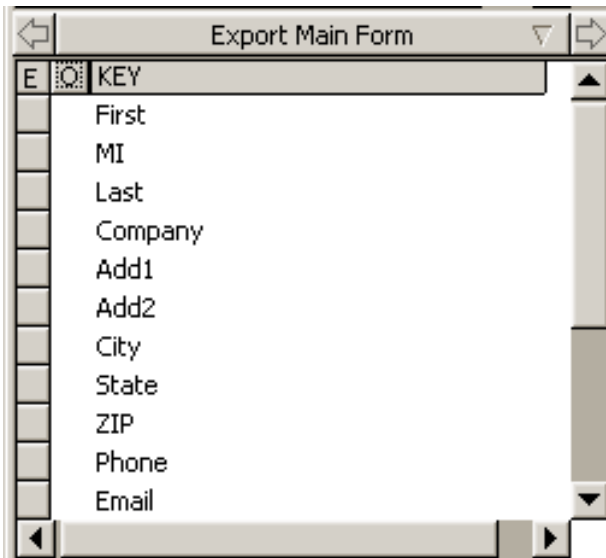 Export Main Form
E Q KEY
First
MI
Last
Company
Add1
Add2
City
State
ZIP
Phone
Email